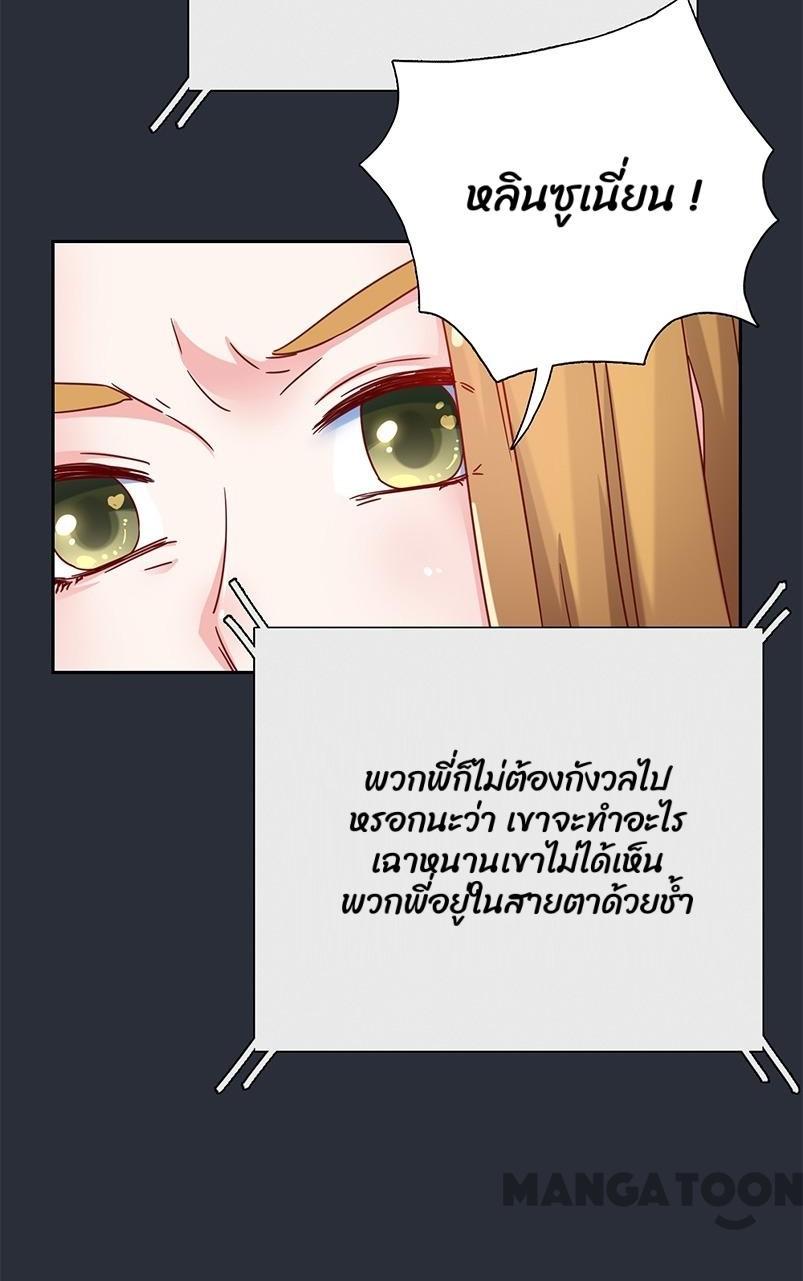 หลินซูเนี่ยน !
พวกพี่ก็ไม่ต้องกังวลไป
หรอกนะว่า เขาจะทำอะไร
เฉาหนานเขาไม่ได้เห็น
พวกพี่อยู่ในสายตาด้วยซ้ำ
MANGATOON